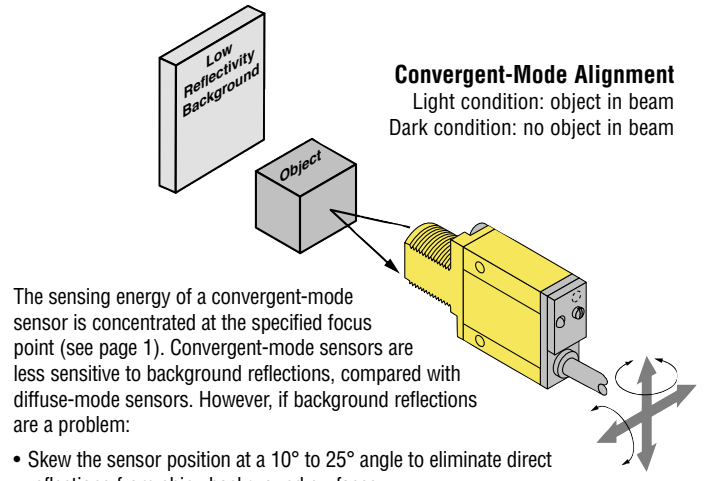 Low
Reflectivity
Background
Convergent-Mode Alignment
Light condition: object in beam
Dark condition: no object in beam
Object
The sensing energy of a convergent-mode
sensor is concentrated at the specified focus
point (see page 1). Convergent-mode sensors are
less sensitive to background reflections, compared with
diffuse-mode sensors. However, if background reflections
are a problem:
• Skew the sensor position at a 10° to 25° angle to eliminate direct